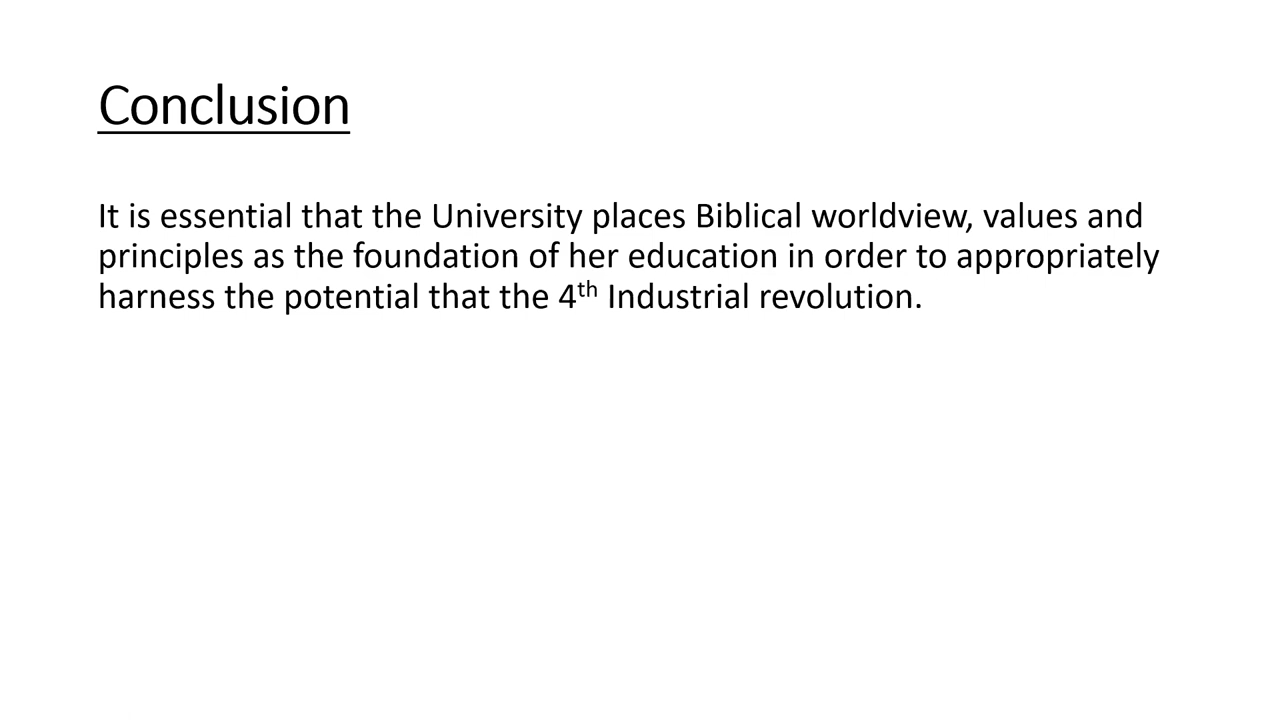 Conclusion
It is essential that the University places Biblical worldview, values and
principles as the foundation of her education in order to appropriately
harness the potential that the 4th Industrial revolution.